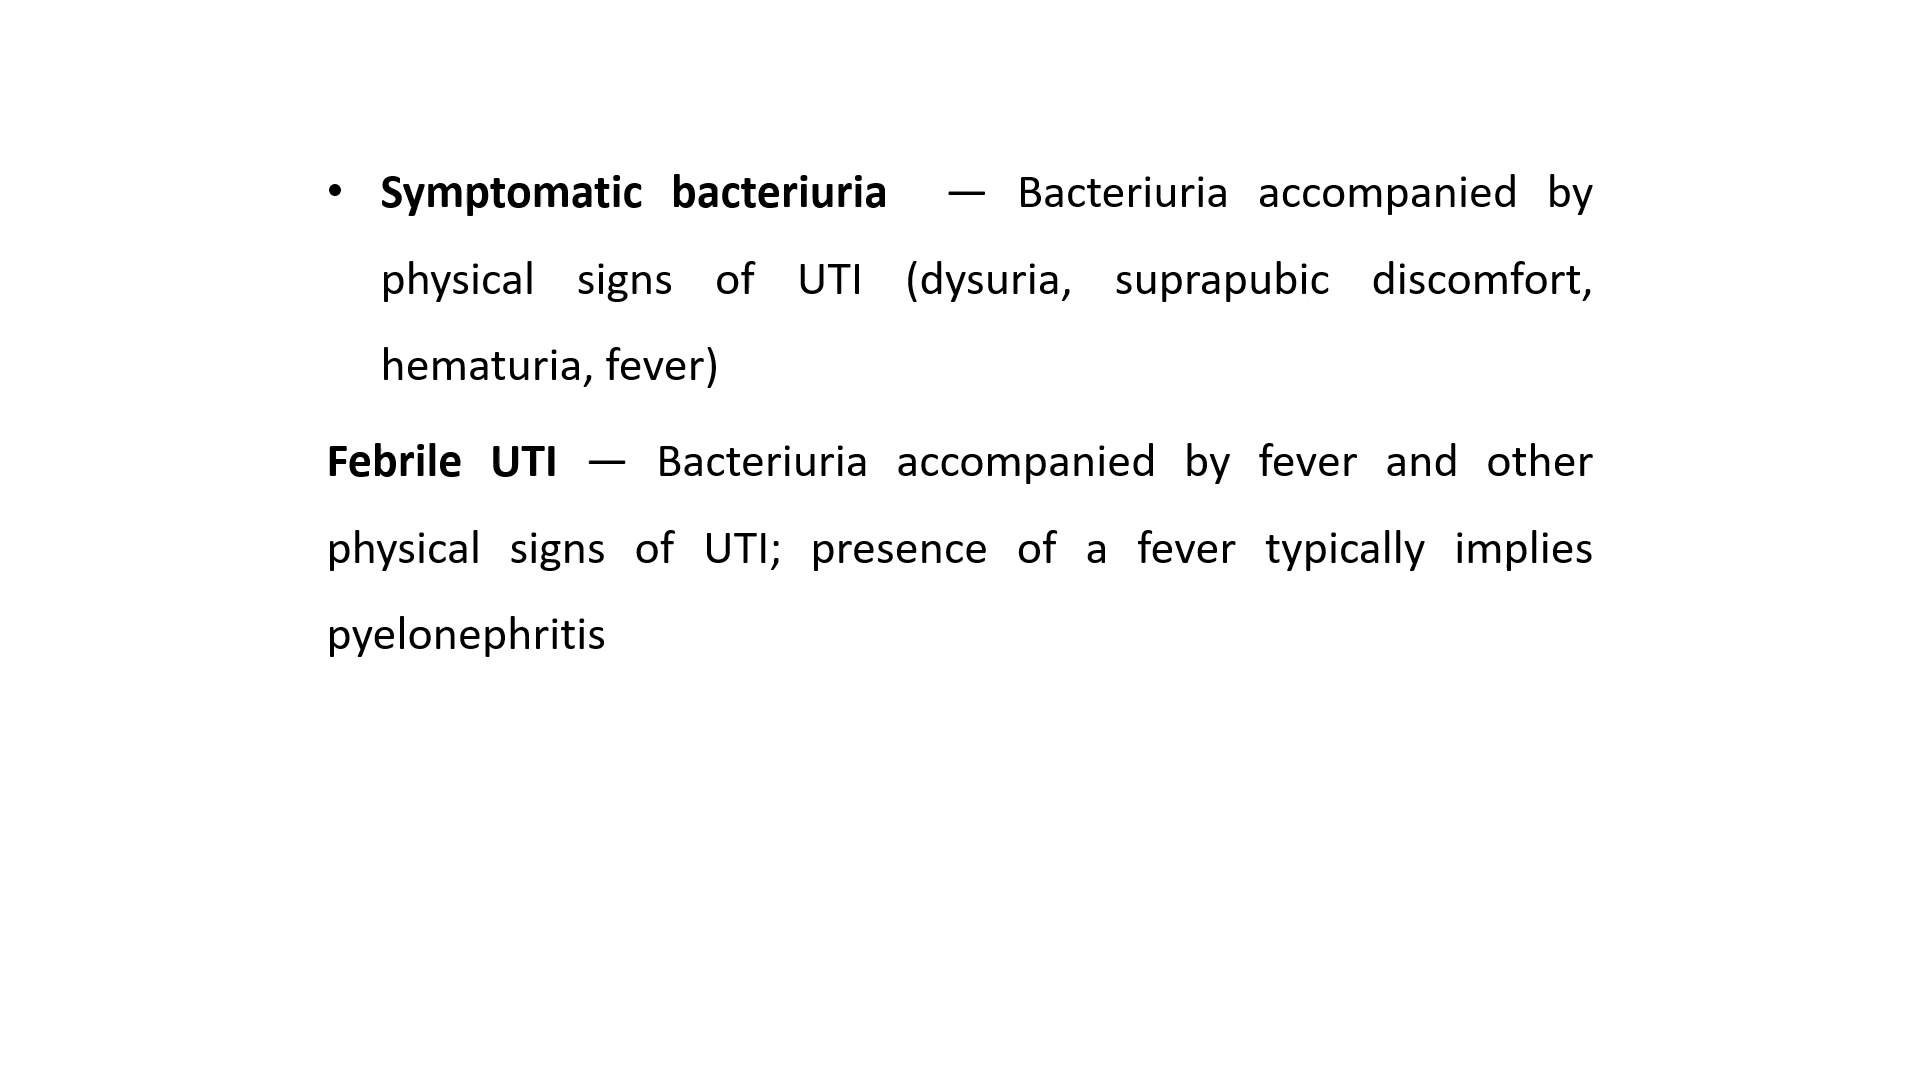 • Symptomatic bacteriuria — Bacteriuria accompanied by
physical signs of UTI (dysuria, suprapubic discomfort,
hematuria, fever)
Febrile UTI — Bacteriuria accompanied by fever and other
physical signs of UTI; presence of a fever typically implies
pyelonephritis